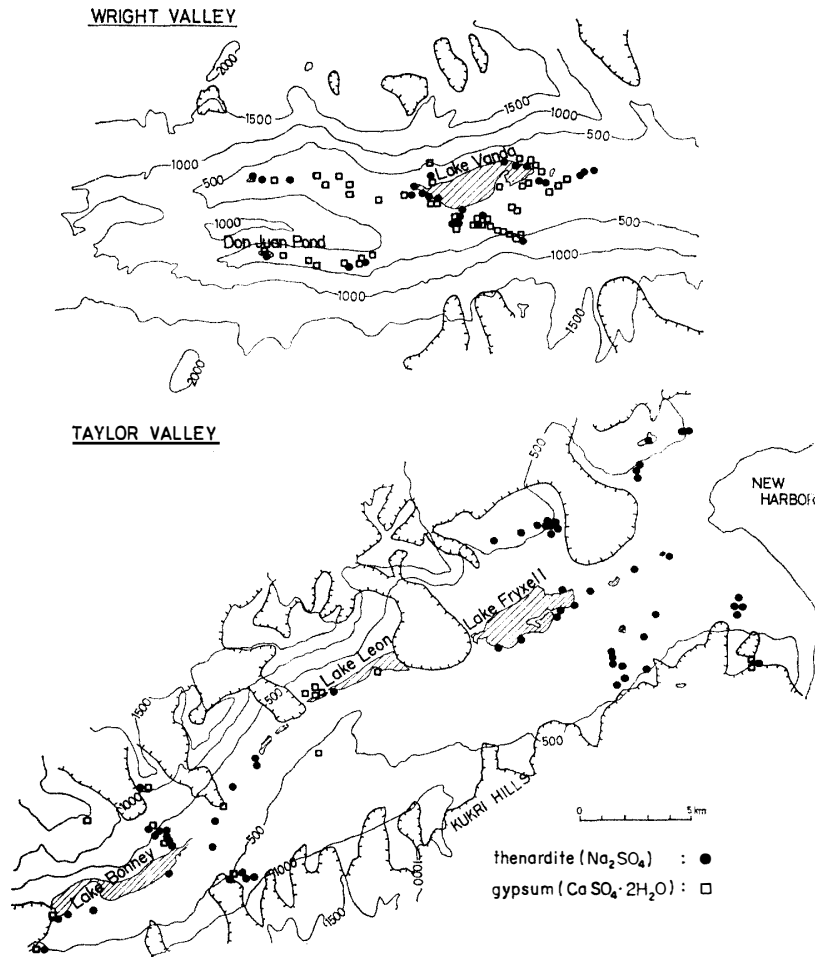 WRIGHT VALLEY
2000
1500
1500
1000
500
1000
500
Lake Vanda
1000
Don Juan Pond
500
1000
1000
1500
2000
TAYLOR VALLEY
500
NEW
HARBOR
Lake Fryxell
Lake Leon
500
1500
500
1000
500
KUKRI HILLS
Lake Bonney
1000
1000
1500
0 5 km
thenardite (Na₂SO₄) : ●
gypsum (CaSO₄·2H₂O) : □